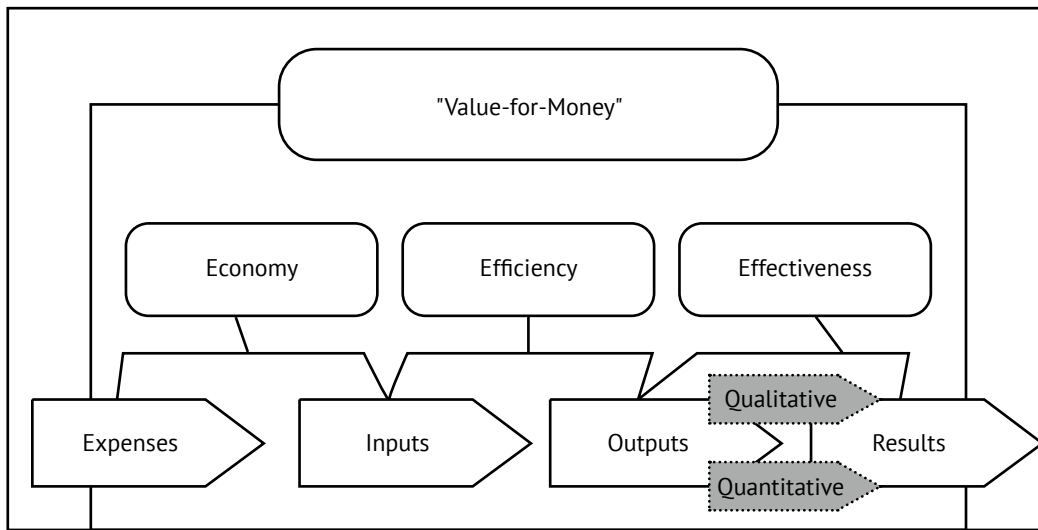 "Value-for-Money"
Economy
Efficiency
Effectiveness
Qualitative
Expenses
Inputs
Outputs
Results
Quantitative